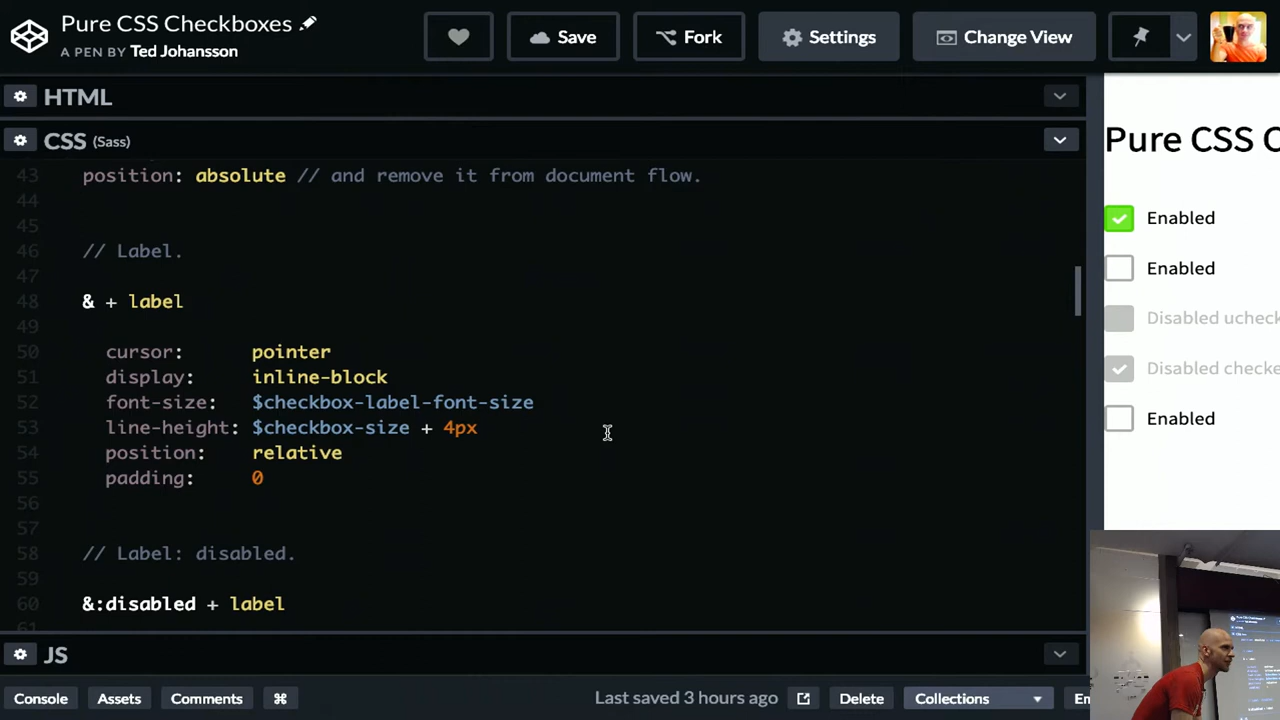 Pure CSS Checkboxes
A PEN BY Ted Johansson
Save
Fork
Settings
Change View
HTML
CSS (Sass)
43 position: absolute // and remove it from document flow.
44
45
46 // Label.
47
48 & + label
49
50 cursor: pointer
51 display: inline-block
52 font-size: $checkbox-label-font-size
53 line-height: $checkbox-size + 4px
54 position: relative
55 padding: 0
56
57
58 // Label: disabled.
59
60 &:disabled + label
61
JS
Console
Assets
Comments
⌘
Last saved 3 hours ago
Delete
Collections
Em
Pure CSS C
Enabled
Enabled
Disabled uchecke
Disabled checke
Enabled